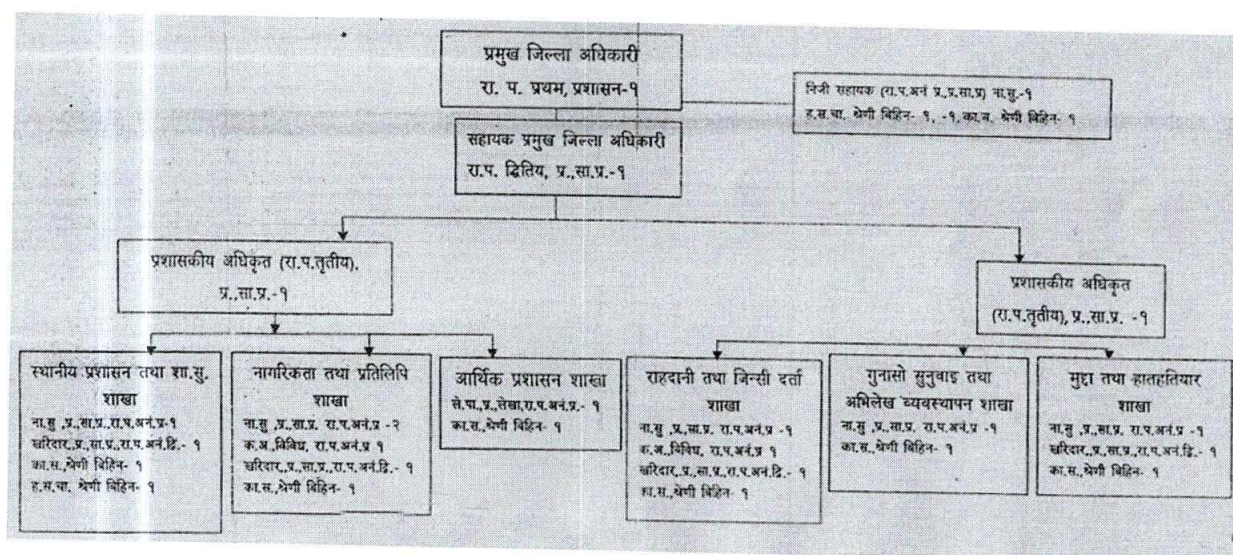 प्रमुख जिल्ला अधिकारी
रा. प. प्रथम, प्रशासन-१
निजी सहायक (रा.प.अनं प्र.,प्र.सा.प्र) ना.सु.-१
ह.स.चा. श्रेणी विहिन- १, -१,का.स. श्रेणी विहिन- १
सहायक प्रमुख जिल्ला अधिकारी
रा.प. द्वितिय, प्र.,सा.प्र.-१
प्रशासकीय अधिकृत (रा.प.तृतीय),
प्र.,सा.प्र.-१
प्रशासकीय अधिकृत
(रा.प.तृतीय), प्र.,सा.प्र. -१
स्थानीय प्रशासन तथा शा.सु.
शाखा
ना.सु.,प्र.,सा.प्र.,रा.प.अनं.प्र-१
खरिदार,.प्र.,सा.प्र.,रा.प.अनं.द्वि.- १
का.स.,श्रेणी विहिन- १
ह.स.चा. श्रेणी विहिन- १
नागरिकता तथा प्रतिलिपि
शाखा
ना.सु .,प्र.,सा.प्र. रा.प.अनं.प्र -२
क.अ.,विविध, रा.प.अनं.प्र १
खरिदार,.प्र.,सा.प्र.,रा.प.अनं.द्वि.- १
का.स.,श्रेणी विहिन- १
आर्थिक प्रशासन शाखा
ले.पा.,प्र.,लेखा,रा.प.अनं.प्र.- १
का.स.,श्रेणी विहिन- १
राहदानी तथा जिन्सी दर्ता
शाखा
ना.सु .,प्र.,सा.प्र. रा.प.अनं.प्र -१
क.अ.,विविध, रा.प.अनं.प्र १
खरिदार,.प्र.,सा.प्र.,रा.प.अनं.द्वि.- १
का.स.,श्रेणी विहिन- १
गुनासो सुनुवाइ तथा
अभिलेख व्यवस्थापन शाखा
ना.सु .,प्र.,सा.प्र. रा.प.अनं.प्र -१
का.स.,श्रेणी विहिन- १
मुद्दा तथा हातहतियार
शाखा
ना.सु .,प्र.,सा.प्र. रा.प.अनं.प्र -१
खरिदार,.प्र.,सा.प्र.,रा.प.अनं.द्वि.- १
का.स.,श्रेणी विहिन- १